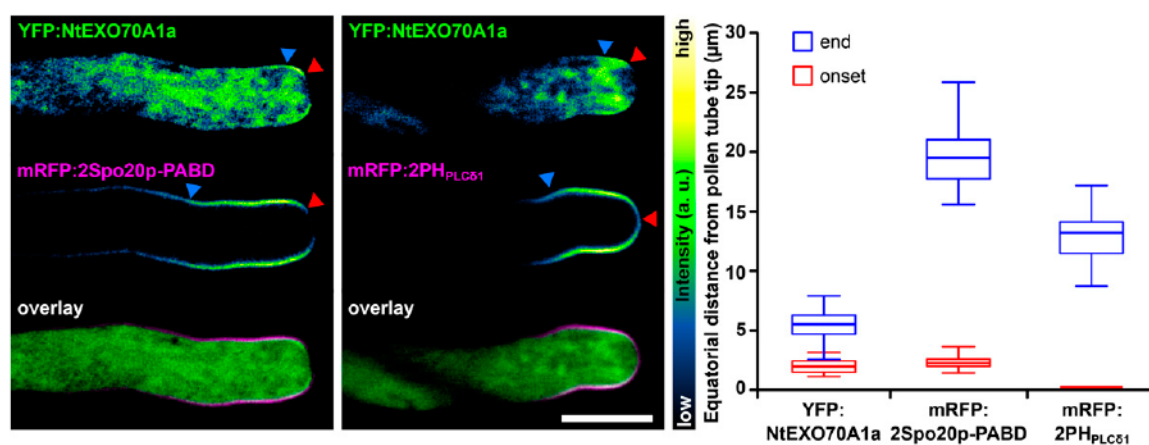 YFP:NtEXO70A1a
mRFP:2Spo20p-PABD
overlay
YFP:NtEXO70A1a
mRFP:2PHPLCδ1
low Intensity (a. u.) high
Equatorial distance from pollen tube tip (µm)
30
25
20
15
10
5
0
end
onset
YFP:
NtEXO70A1a
mRFP:
2Spo20p-PABD
mRFP:
2PHPLCδ1